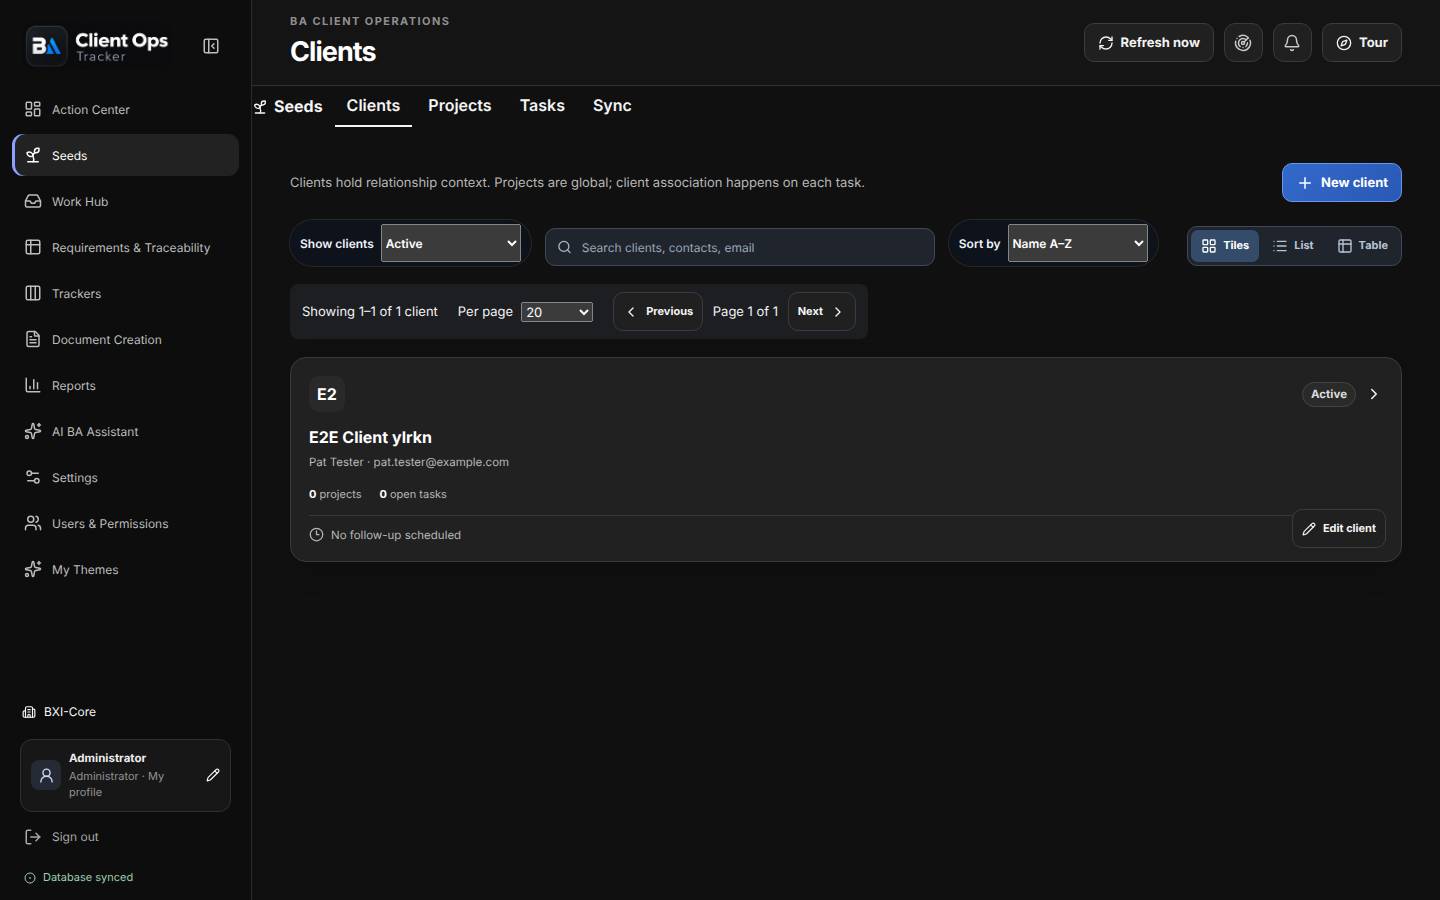 BA Client Ops
Tracker
Action Center
Seeds
Work Hub
Requirements & Traceability
Trackers
Document Creation
Reports
AI BA Assistant
Settings
Users & Permissions
My Themes
BXI-Core
Administrator
Administrator · My
profile
Sign out
Database synced
BA CLIENT OPERATIONS
Clients
Refresh now
Tour
Seeds Clients Projects Tasks Sync
Clients hold relationship context. Projects are global; client association happens on each task.
New client
Show clients Active
Search clients, contacts, email
Sort by Name A–Z
Tiles List Table
Showing 1–1 of 1 client Per page 20 Previous Page 1 of 1 Next
E2
Active
E2E Client ylrkn
Pat Tester · pat.tester@example.com
0 projects 0 open tasks
No follow-up scheduled
Edit client